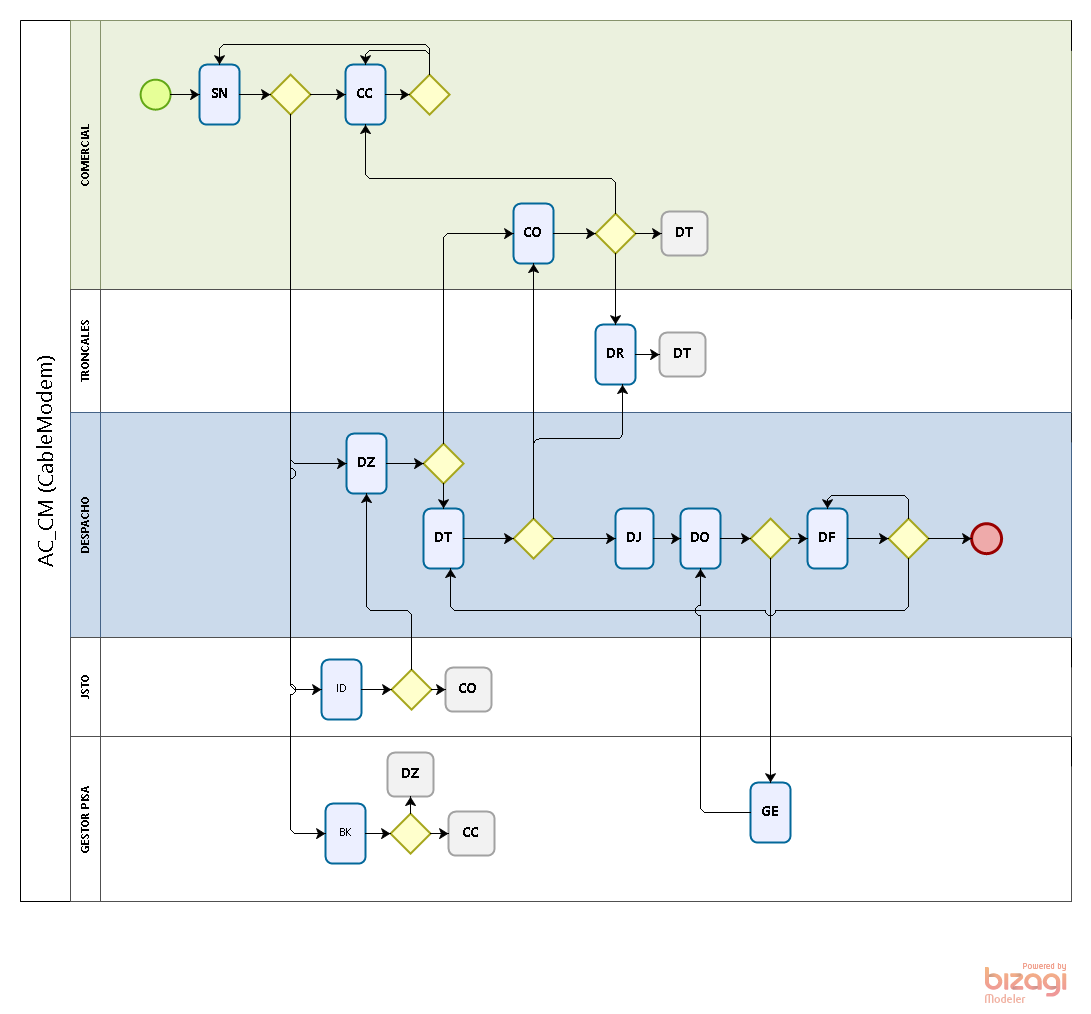 AC_CM (CableModem)
COMERCIAL
SN
CC
CO
DT
TRONCALES
DR
DT
DESPACHO
DZ
DT
DJ
DO
DF
JSTO
ID
CO
GESTOR PISA
DZ
BK
CC
GE
Powered by
bizagi
Modeler